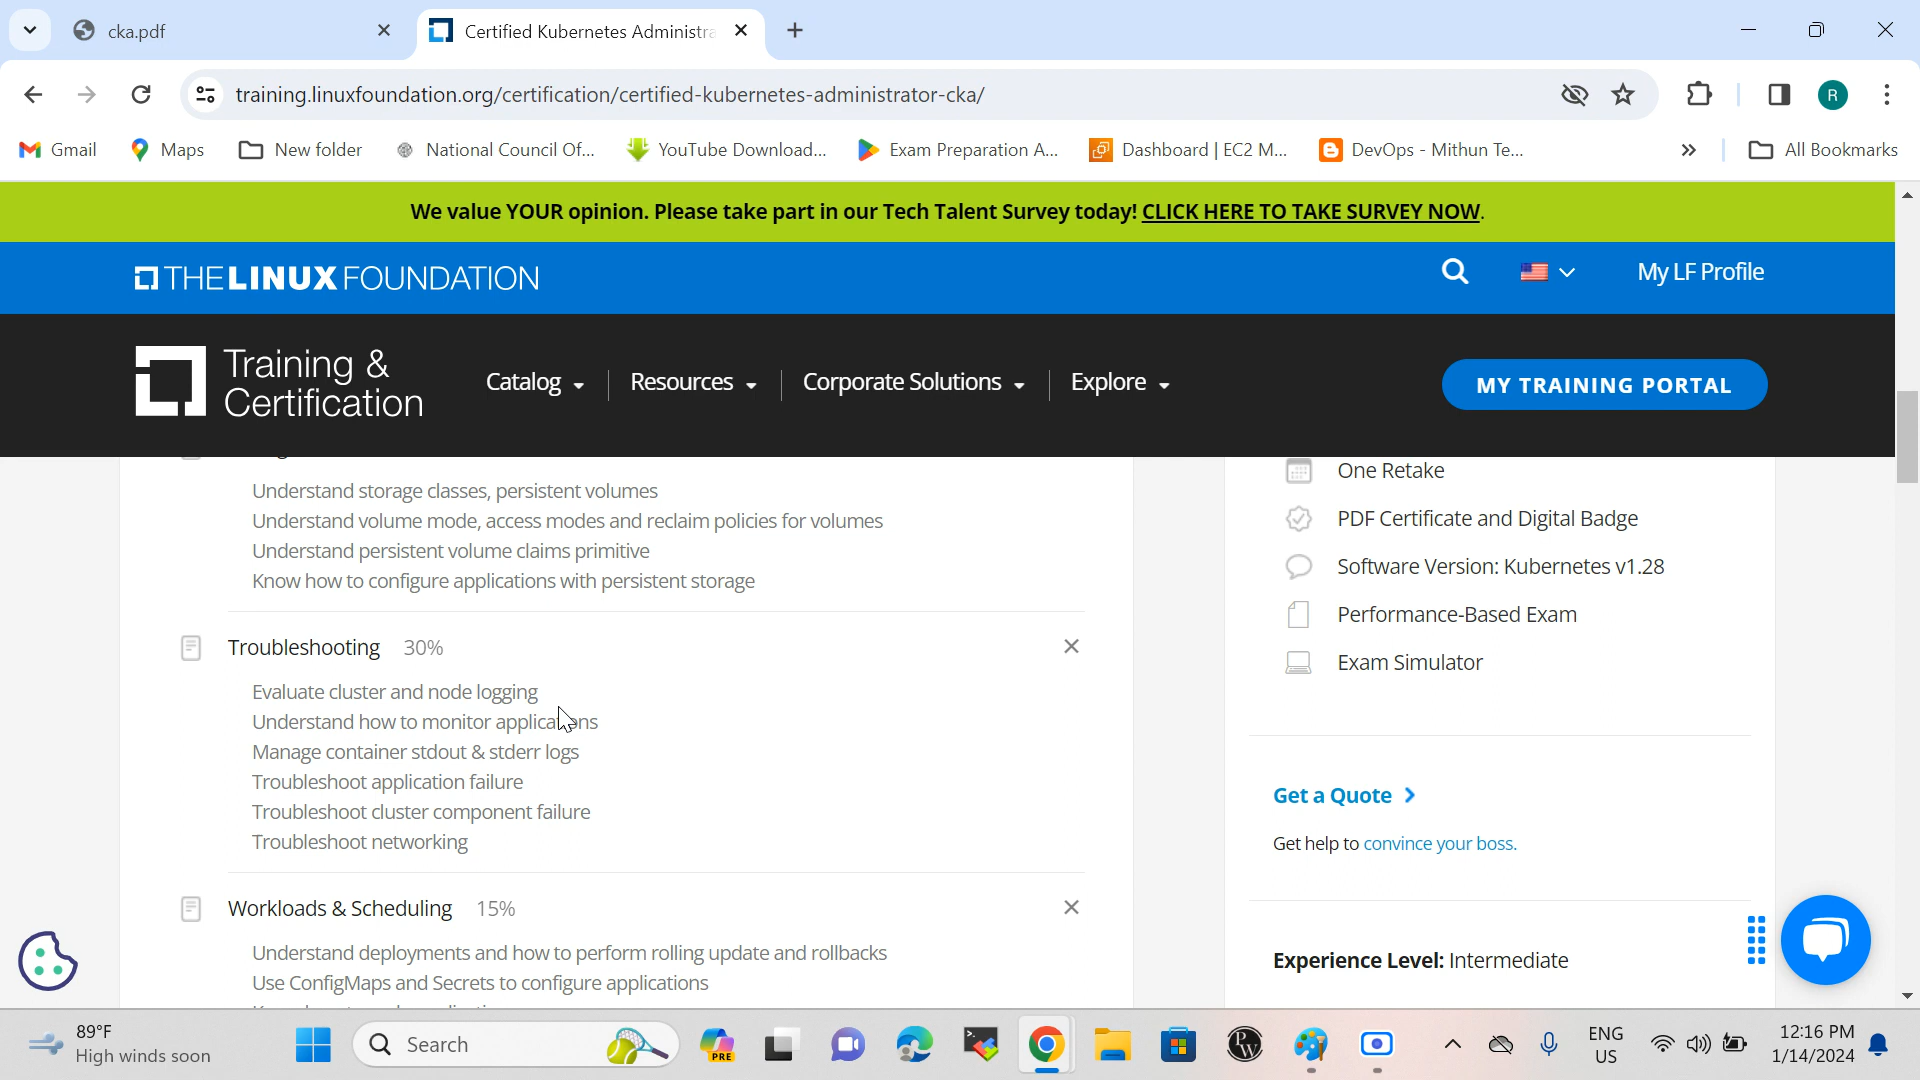 cka.pdf
Certified Kubernetes Administra
training.linuxfoundation.org/certification/certified-kubernetes-administrator-cka/
R
Gmail
Maps
New folder
National Council Of...
YouTube Download...
Exam Preparation A...
Dashboard | EC2 M...
DevOps - Mithun Te...
»
All Bookmarks
We value YOUR opinion. Please take part in our Tech Talent Survey today! CLICK HERE TO TAKE SURVEY NOW.
THE LINUX FOUNDATION
My LF Profile
Training &
Certification
Catalog
Resources
Corporate Solutions
Explore
MY TRAINING PORTAL
Understand storage classes, persistent volumes
Understand volume mode, access modes and reclaim policies for volumes
Understand persistent volume claims primitive
Know how to configure applications with persistent storage
Troubleshooting 30%
Evaluate cluster and node logging
Understand how to monitor applications
Manage container stdout & stderr logs
Troubleshoot application failure
Troubleshoot cluster component failure
Troubleshoot networking
Workloads & Scheduling 15%
Understand deployments and how to perform rolling update and rollbacks
Use ConfigMaps and Secrets to configure applications
One Retake
PDF Certificate and Digital Badge
Software Version: Kubernetes v1.28
Performance-Based Exam
Exam Simulator
Get a Quote
Get help to convince your boss.
Experience Level: Intermediate
89°F
High winds soon
Search
PRE
ENG
US
12:16 PM
1/14/2024